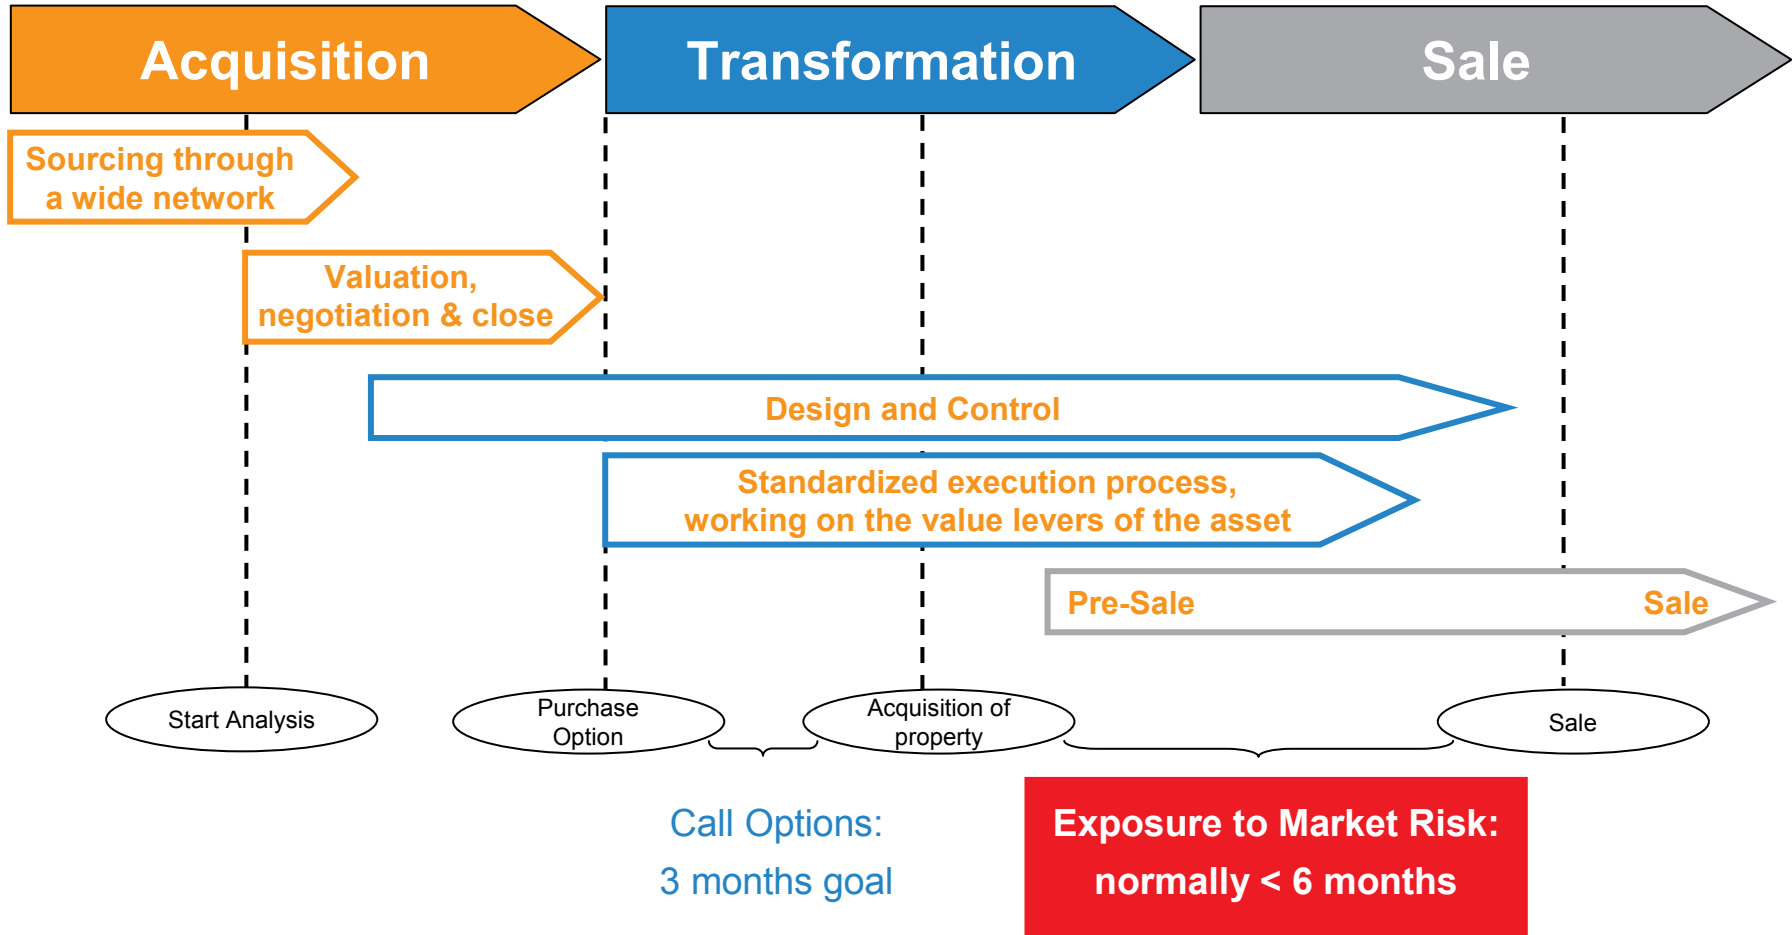 Acquisition
Transformation
Sale
Sourcing through
a wide network
Valuation,
negotiation & close
Design and Control
Standardized execution process,
working on the value levers of the asset
Pre-Sale
Sale
Start Analysis
Purchase
Option
Acquisition of
property
Sale
Call Options:
3 months goal
Exposure to Market Risk:
normally < 6 months